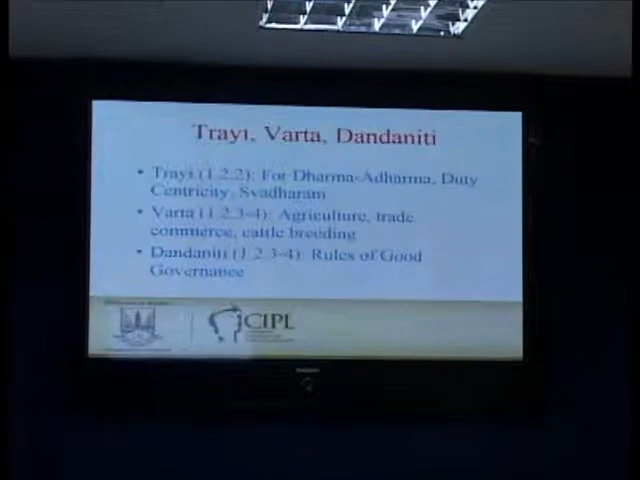 Trayi, Varta, Dandaniti
• Trayi (1.2.2): For Dharma-Adharma, Duty
Centricity, Svadharam
• Varta (1.2.3-4): Agriculture, trade,
commerce, cattle breeding
• Dandaniti (1.2.3-4): Rules of Good
Governance
CIPL